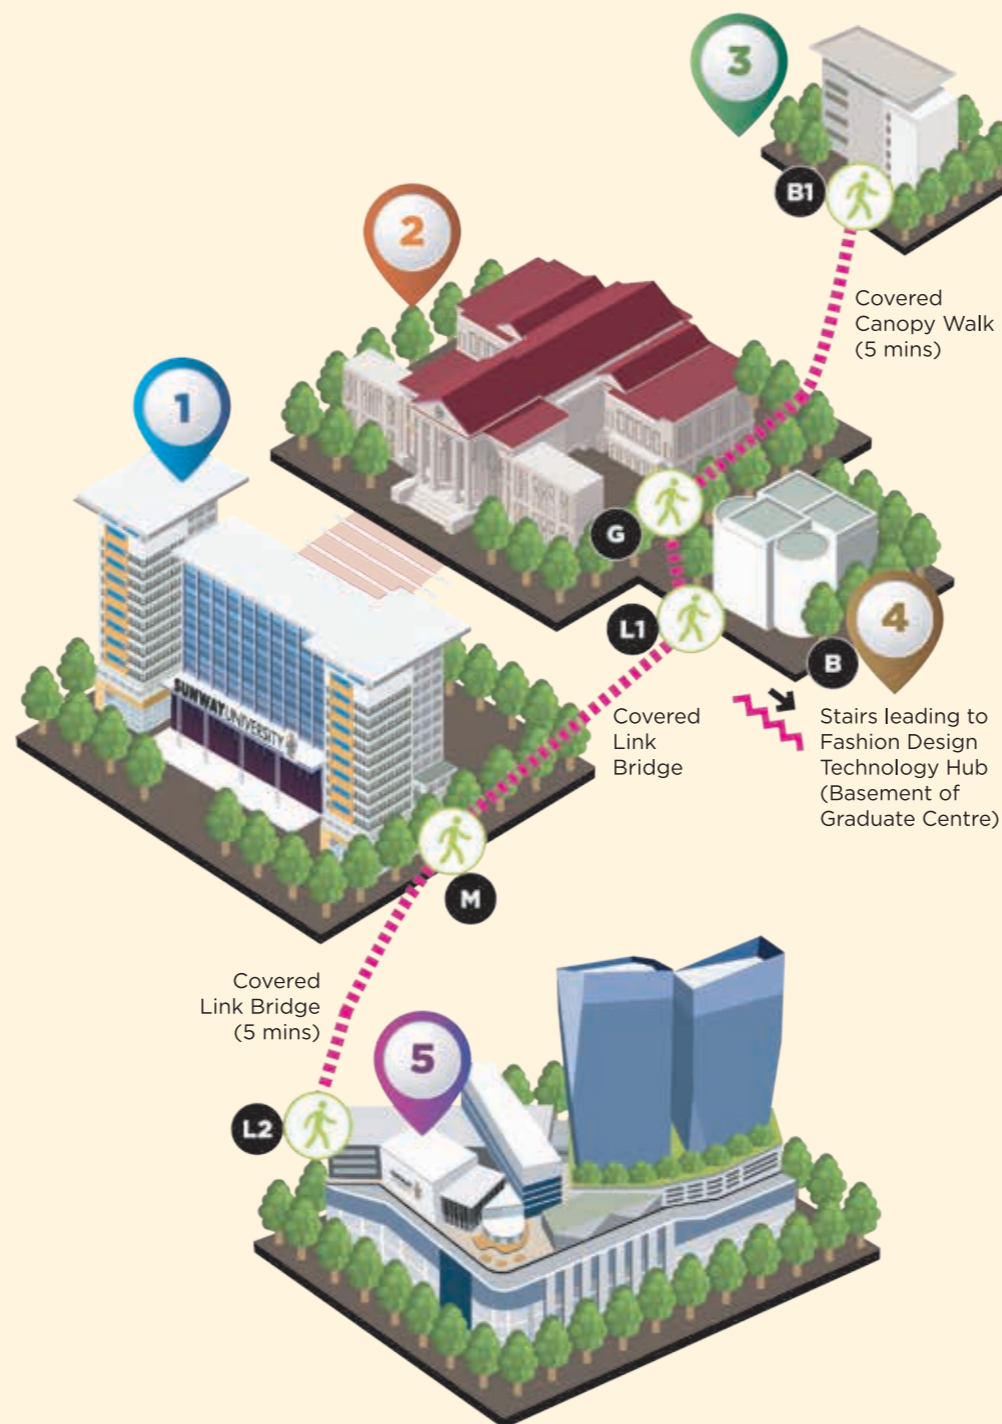 3
B1
2
Covered
Canopy Walk
(5 mins)
1
G
L1
4
B
SUNWAY UNIVERSITY
Covered
Link
Bridge
Stairs leading to
Fashion Design
Technology Hub
(Basement of
Graduate Centre)
M
Covered
Link Bridge
(5 mins)
5
L2